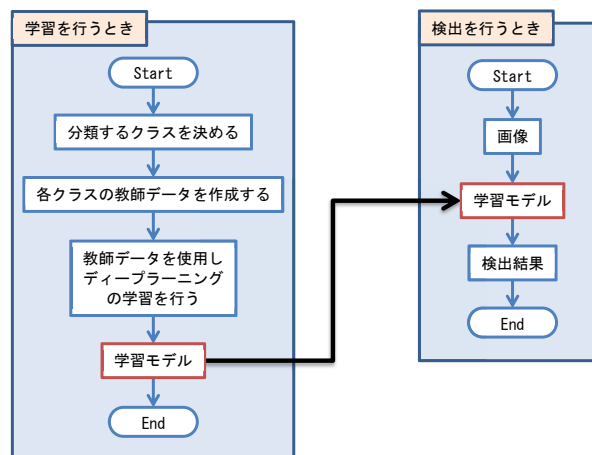 学習を行うとき
Start
分類するクラスを決める
各クラスの教師データを作成する
教師データを使用し
ディープラーニング
の学習を行う
学習モデル
End
検出を行うとき
Start
画像
学習モデル
検出結果
End